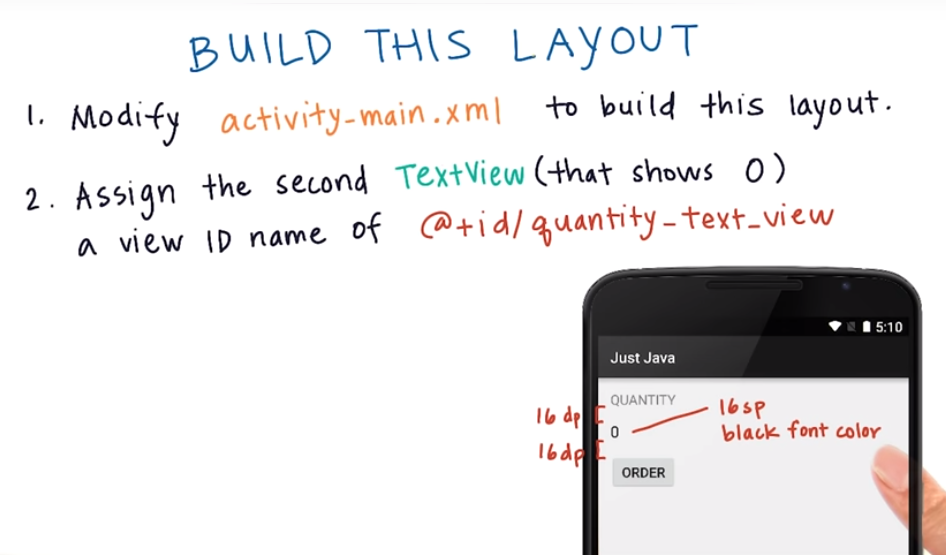 BUILD THIS LAYOUT
1. Modify activity-main.xml to build this layout.
2. Assign the second TextView (that shows 0)
a view ID name of @+id/quantity-text_view
5:10
Just Java
QUANTITY
16 dp [
16sp
0
black font color
16dp [
ORDER